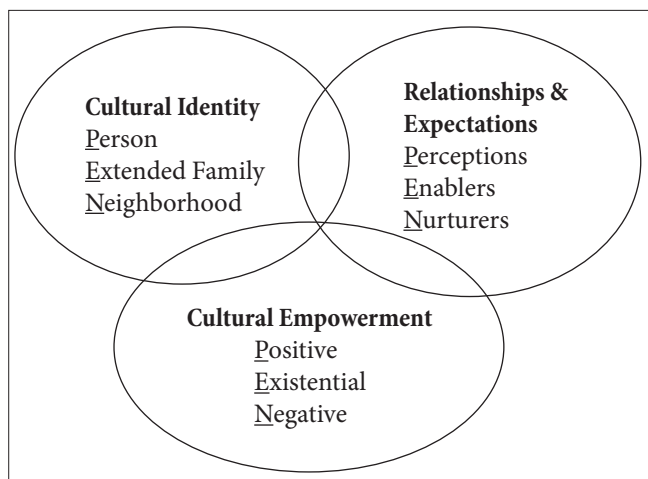 Cultural Identity
Person
Extended Family
Neighborhood
Relationships &
Expectations
Perceptions
Enablers
Nurturers
Cultural Empowerment
Positive
Existential
Negative